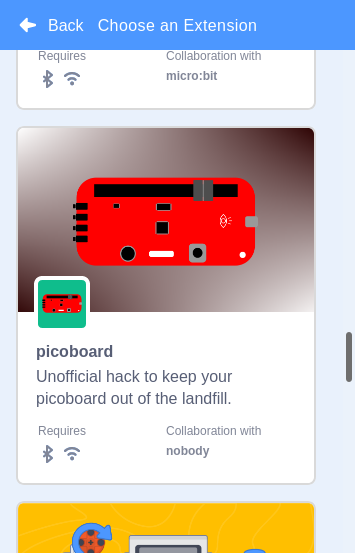 Back Choose an Extension
Requires Collaboration with
micro:bit
picoboard
Unofficial hack to keep your
picoboard out of the landfill.
Requires Collaboration with
nobody